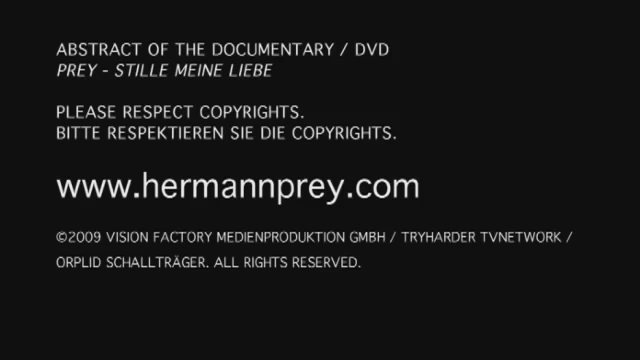 ABSTRACT OF THE DOCUMENTARY / DVD
PREY - STILLE MEINE LIEBE
PLEASE RESPECT COPYRIGHTS.
BITTE RESPEKTIEREN SIE DIE COPYRIGHTS.
www.hermannprey.com
©2009 VISION FACTORY MEDIENPRODUKTION GMBH / TRYHARDER TVNETWORK /
ORPLID SCHALLTRÄGER. ALL RIGHTS RESERVED.